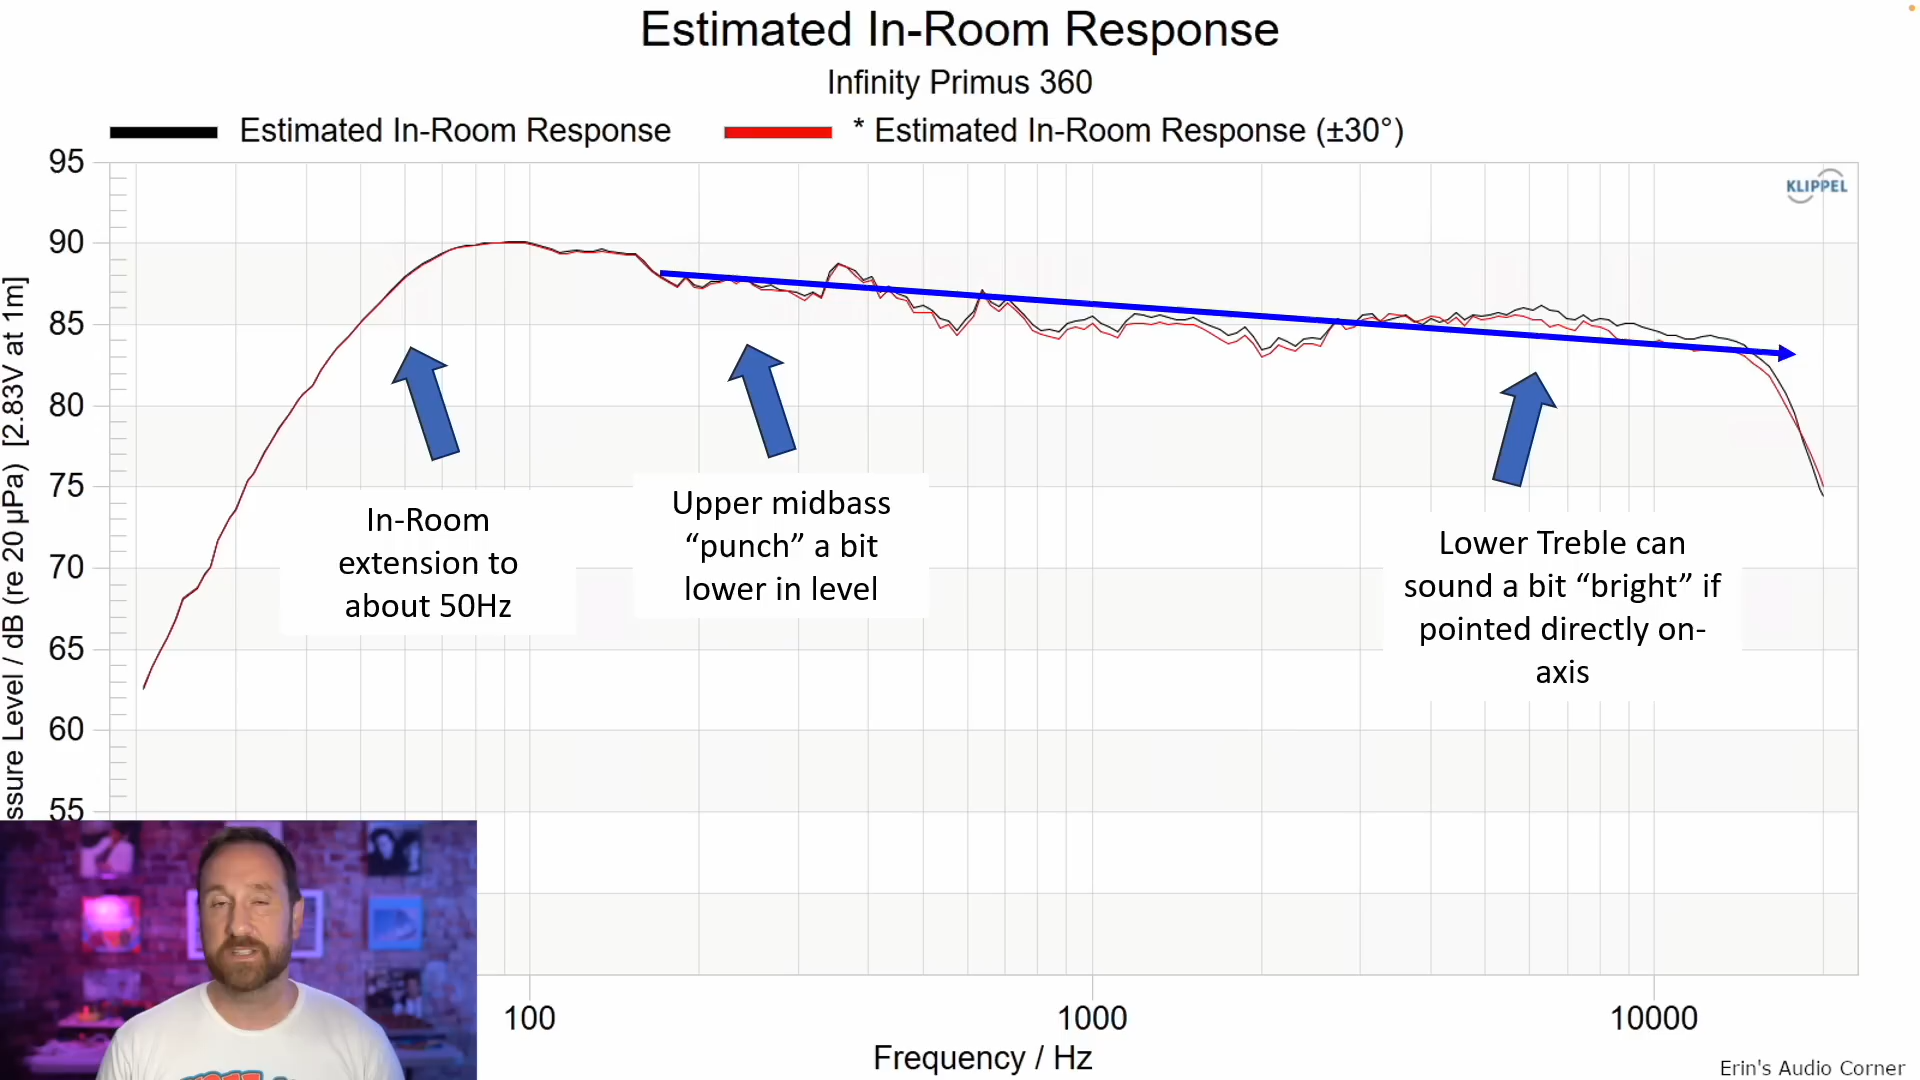 Estimated In-Room Response
Infinity Primus 360
Estimated In-Room Response
* Estimated In-Room Response (±30°)
95
90
85
80
75
70
65
60
55
ssure Level / dB (re 20 µPa) [2.83V at 1m]
KLIPPEL
In-Room
extension to
about 50Hz
Upper midbass
“punch” a bit
lower in level
Lower Treble can
sound a bit “bright” if
pointed directly on-
axis
100
1000
10000
Frequency / Hz
Erin's Audio Corner